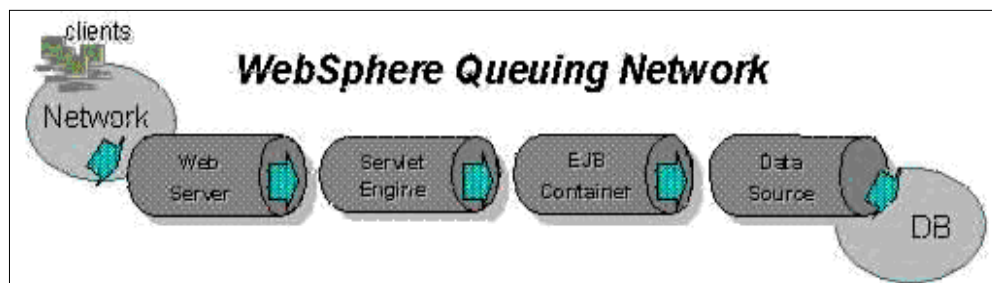 clients
WebSphere Queuing Network
Network
Web
Server
Servlet
Engine
EJB
Container
Data
Source
DB